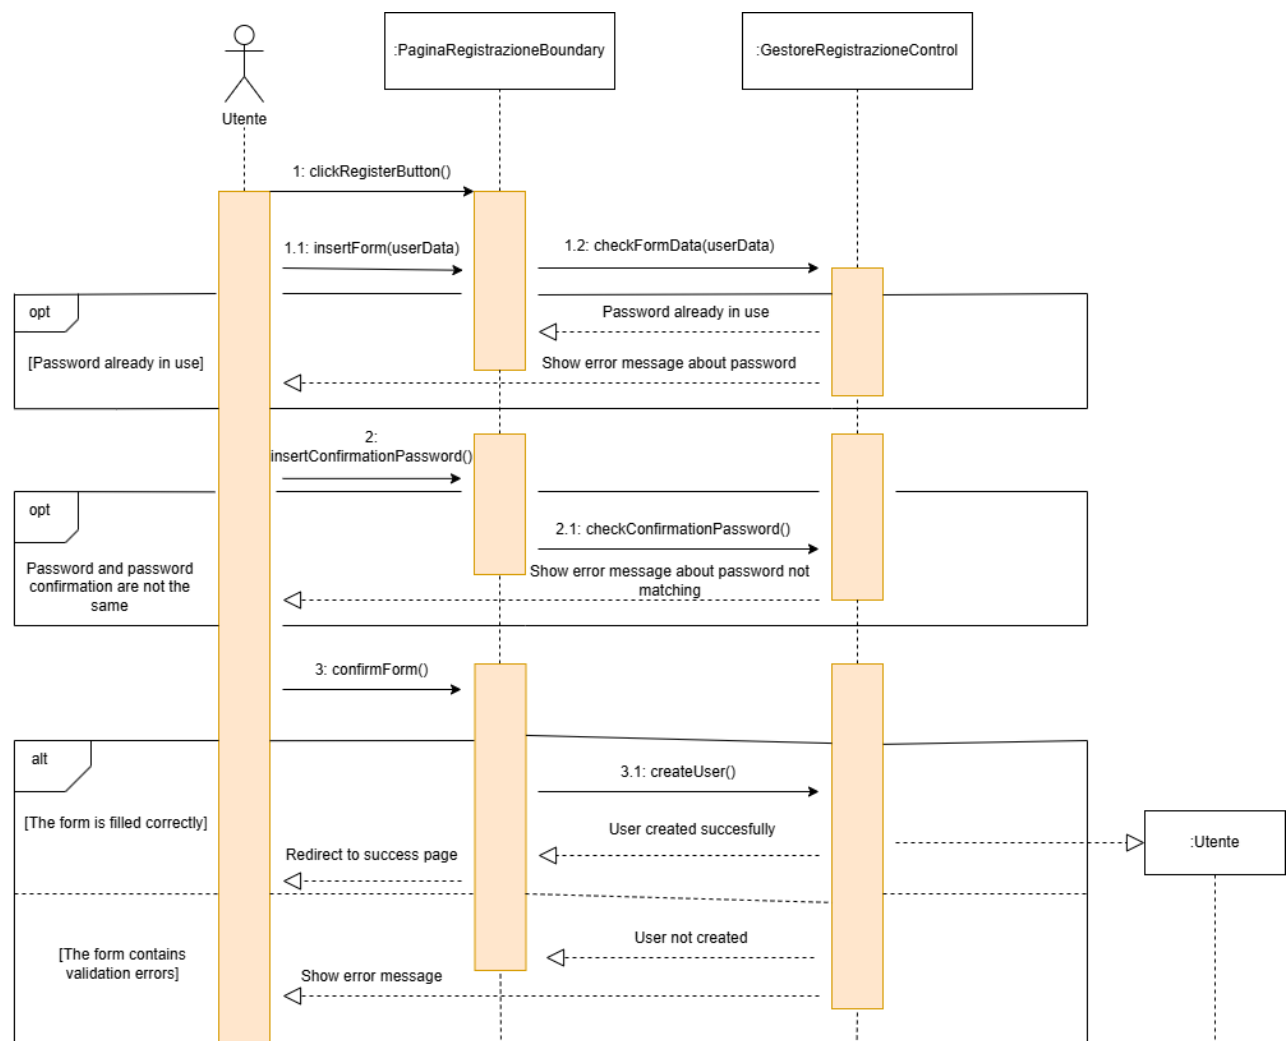 :PaginaRegistrazioneBoundary
:GestoreRegistrazioneControl
Utente
1: clickRegisterButton()
1.1: insertForm(userData)
1.2: checkFormData(userData)
opt
Password already in use
[Password already in use]
Show error message about password
2:
insertConfirmationPassword()
opt
2.1: checkConfirmationPassword()
Password and password
confirmation are not the
same
Show error message about password not
matching
3: confirmForm()
alt
3.1: createUser()
[The form is filled correctly]
User created succesfully
:Utente
Redirect to success page
User not created
[The form contains
validation errors]
Show error message